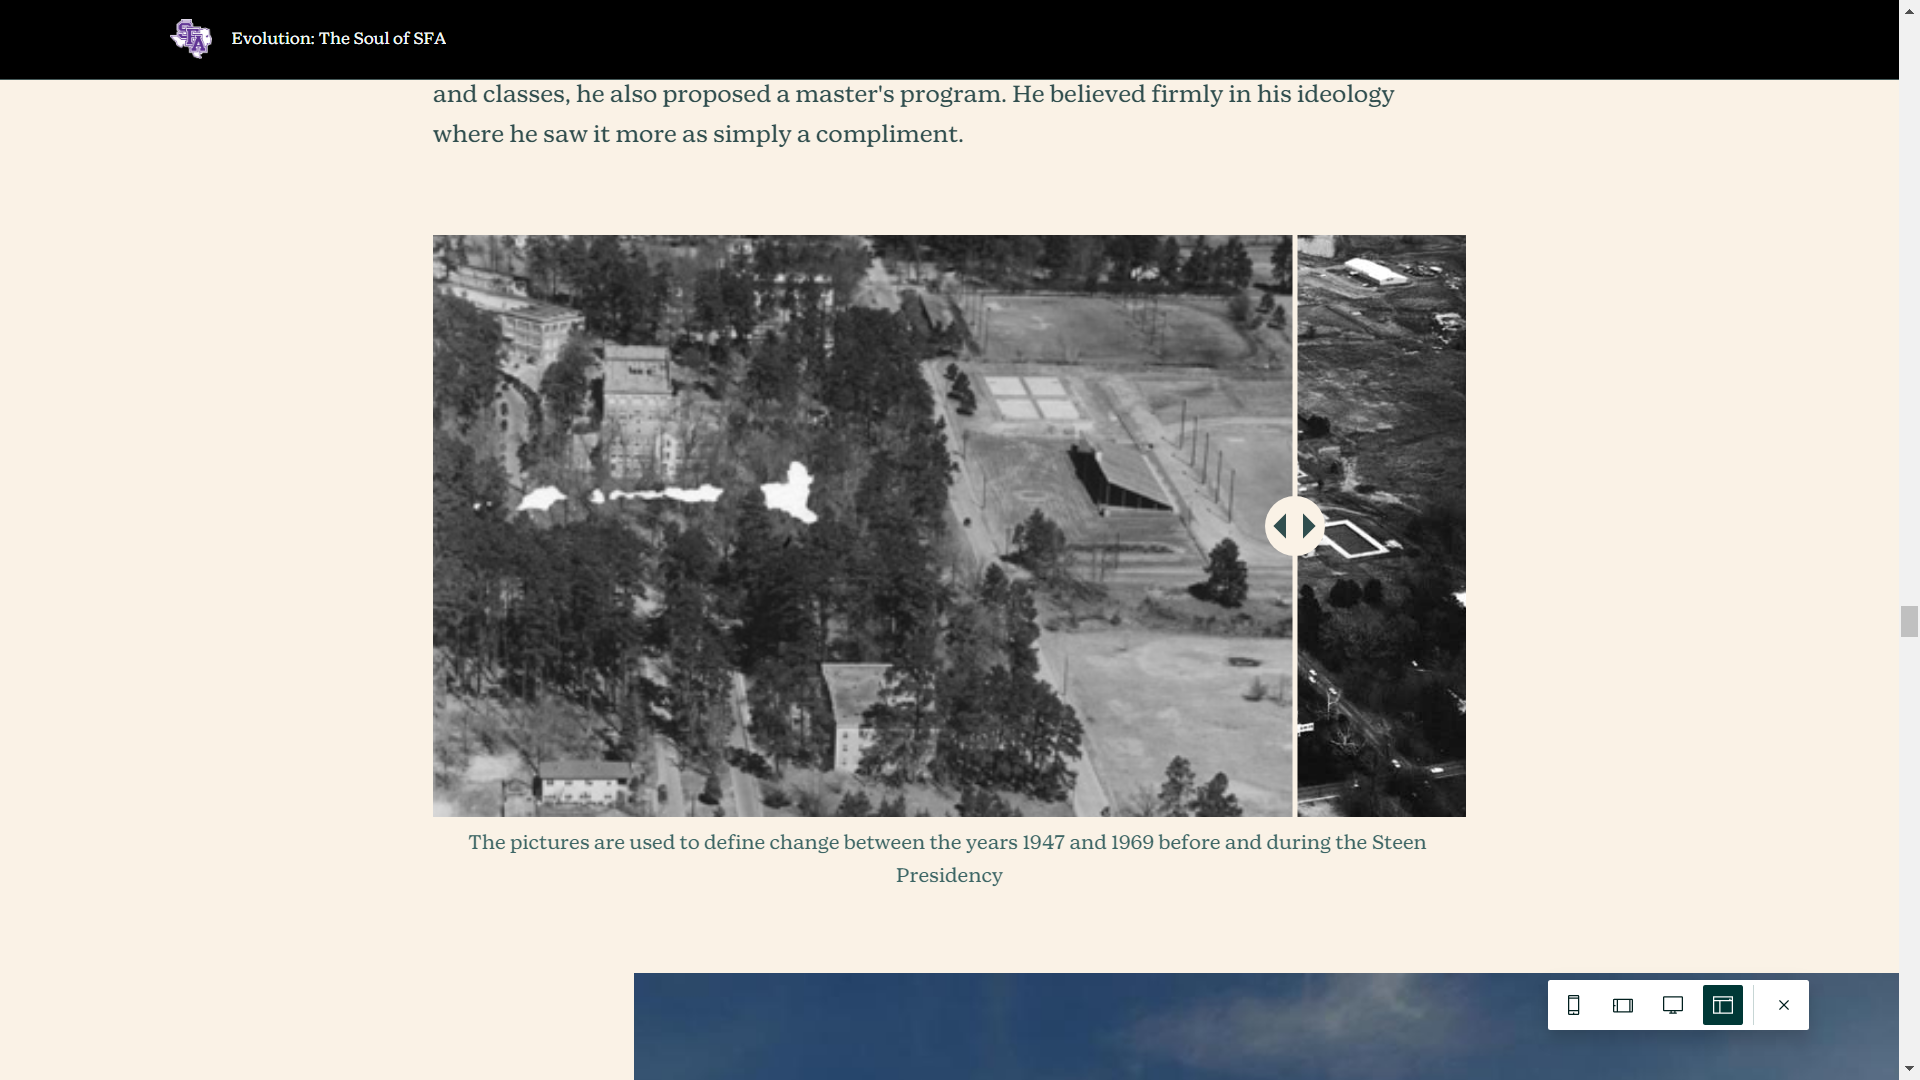 SFA
Evolution: The Soul of SFA
and classes, he also proposed a master's program. He believed firmly in his ideology
where he saw it more as simply a compliment.
The pictures are used to define change between the years 1947 and 1969 before and during the Steen
Presidency